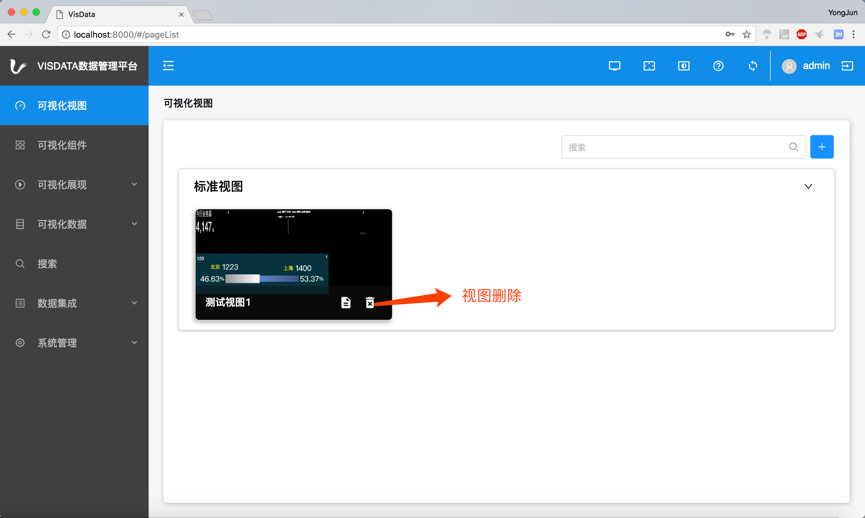 VisData
YongJun
localhost:8000/#/pageList
ABP
JH
VISDATA数据管理平台
admin
可视化视图
可视化组件
可视化展现
可视化数据
搜索
数据集成
系统管理
可视化视图
搜索
标准视图
4,147
123
北京 1223
上海 1400
46.63%
53.37%
测试视图1
视图删除